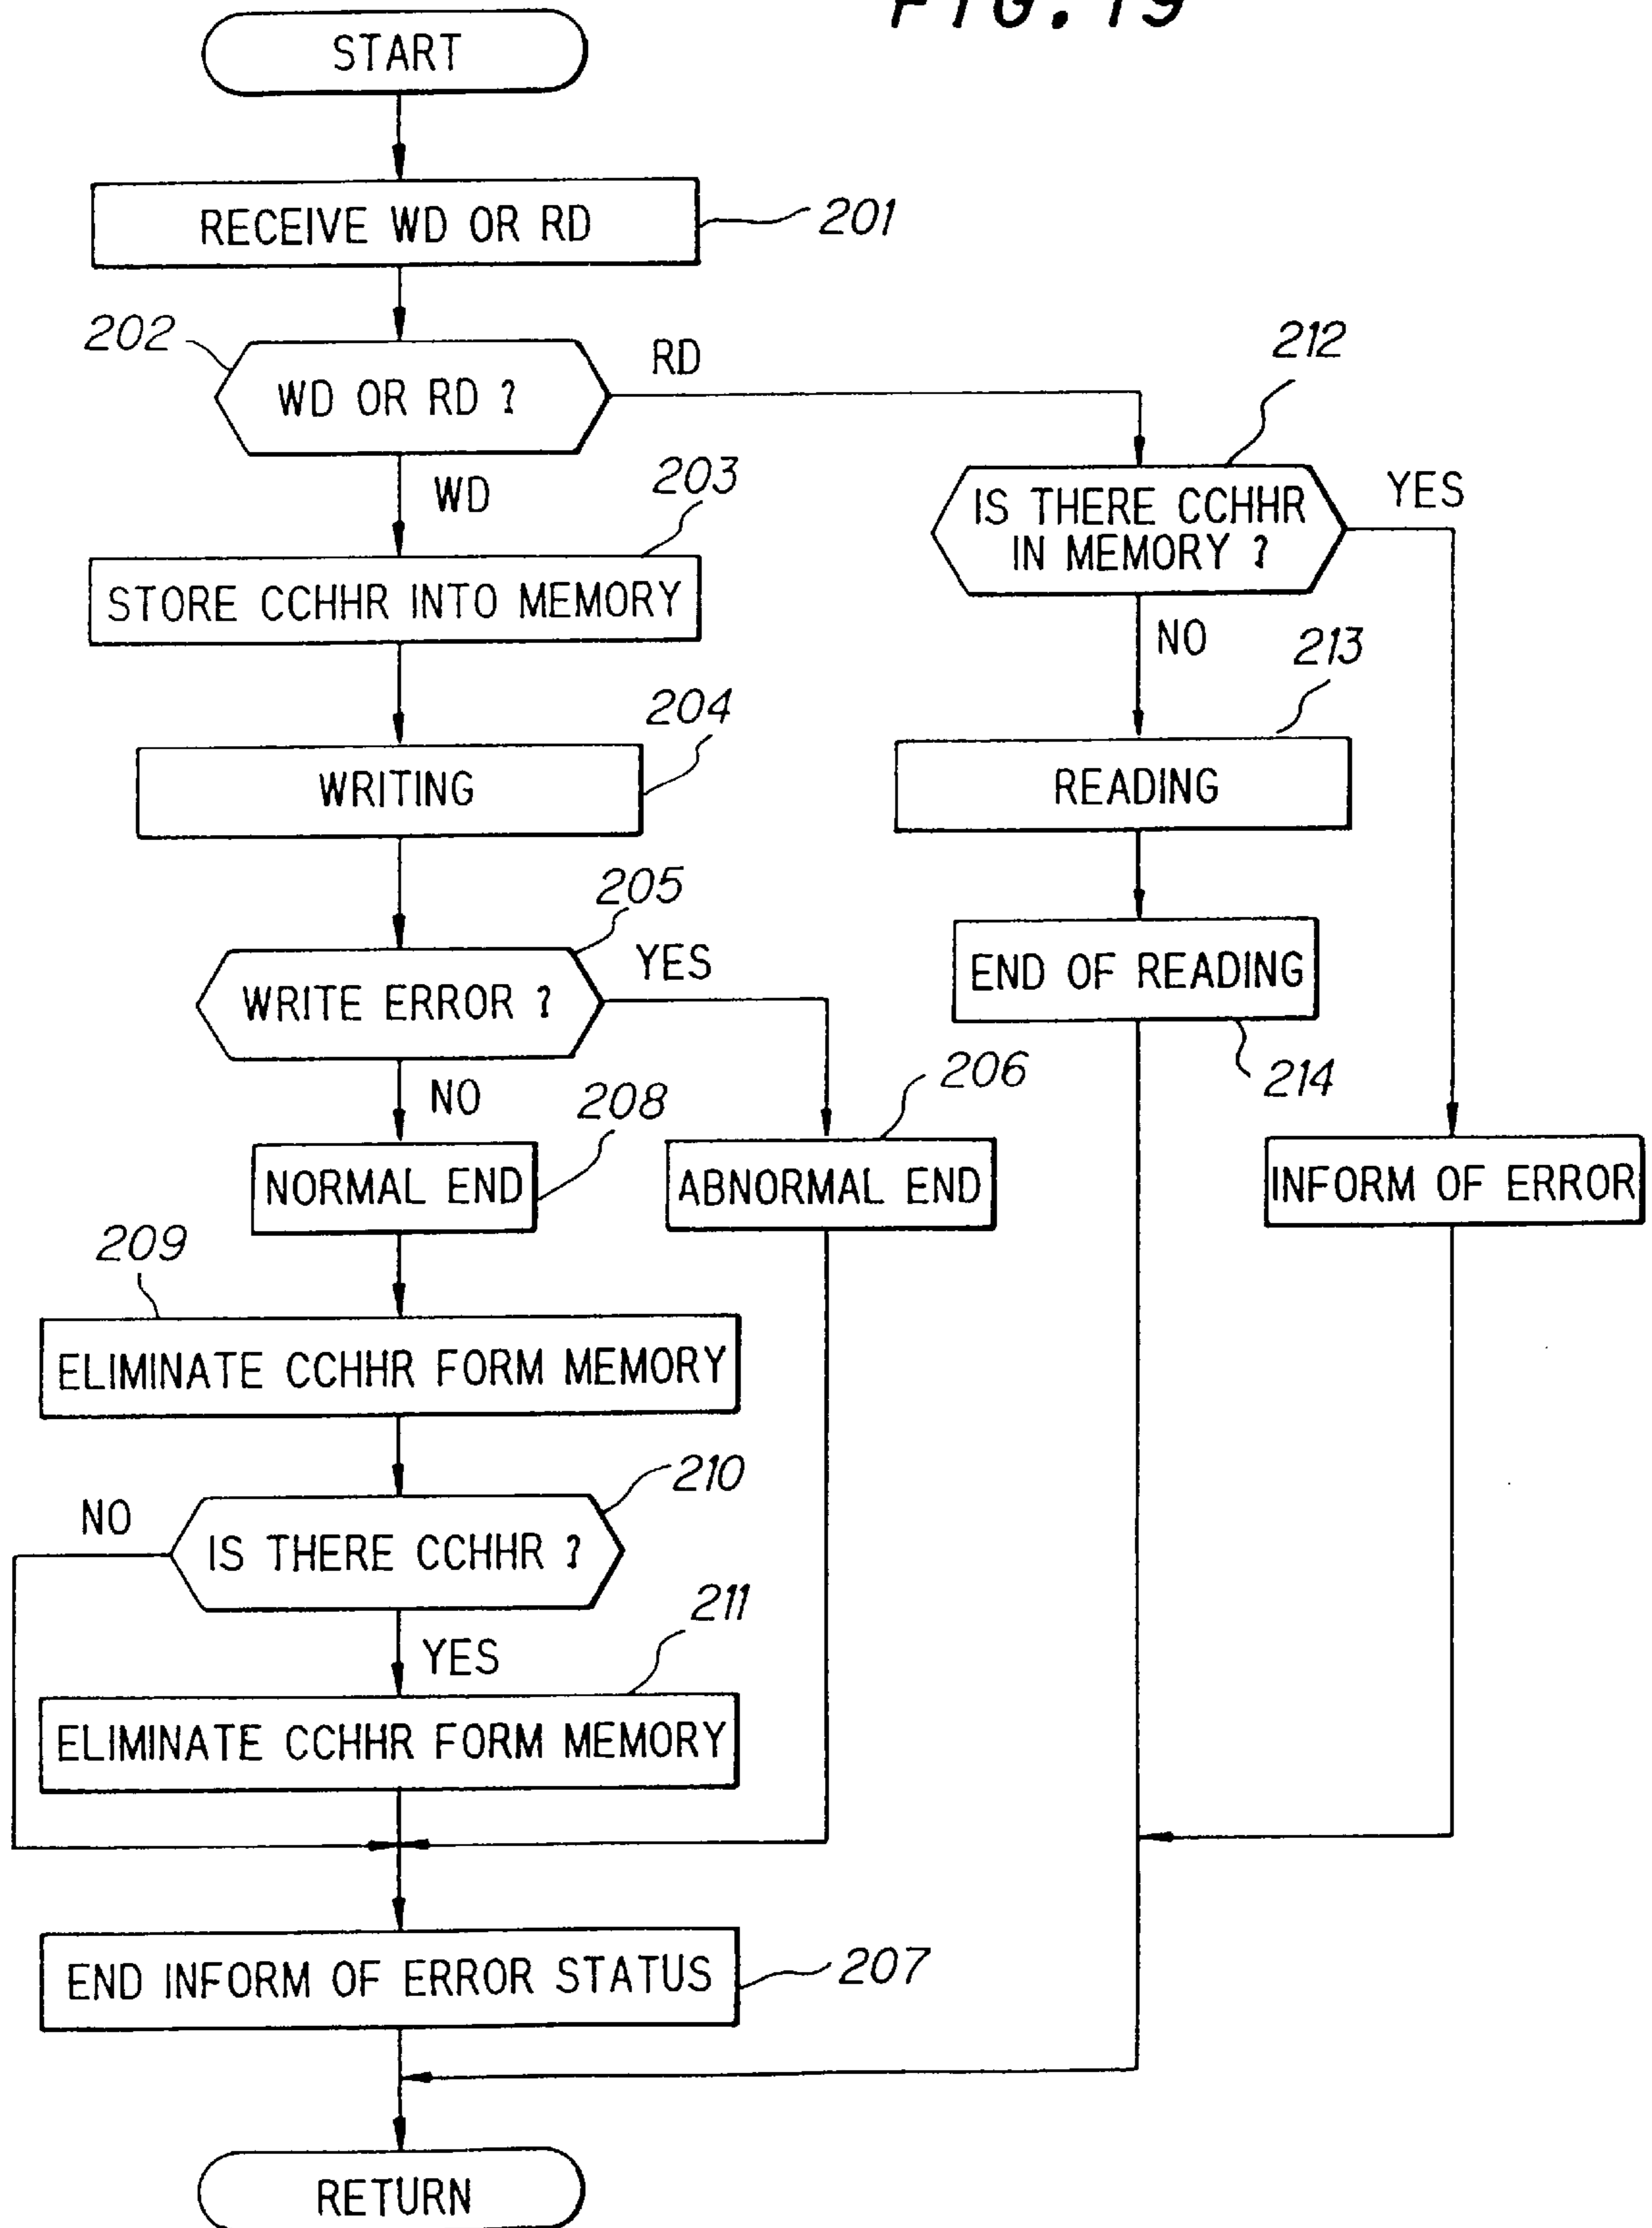 FIG. 19
START
RECEIVE WD OR RD
201
202
WD OR RD ?
RD
WD
203
STORE CCHHR INTO MEMORY
204
WRITING
205
WRITE ERROR ?
YES
NO
208
NORMAL END
206
ABNORMAL END
209
ELIMINATE CCHHR FORM MEMORY
210
NO
IS THERE CCHHR ?
YES
211
ELIMINATE CCHHR FORM MEMORY
END INFORM OF ERROR STATUS
207
RETURN
212
IS THERE CCHHR
IN MEMORY ?
YES
NO
213
READING
END OF READING
214
INFORM OF ERROR